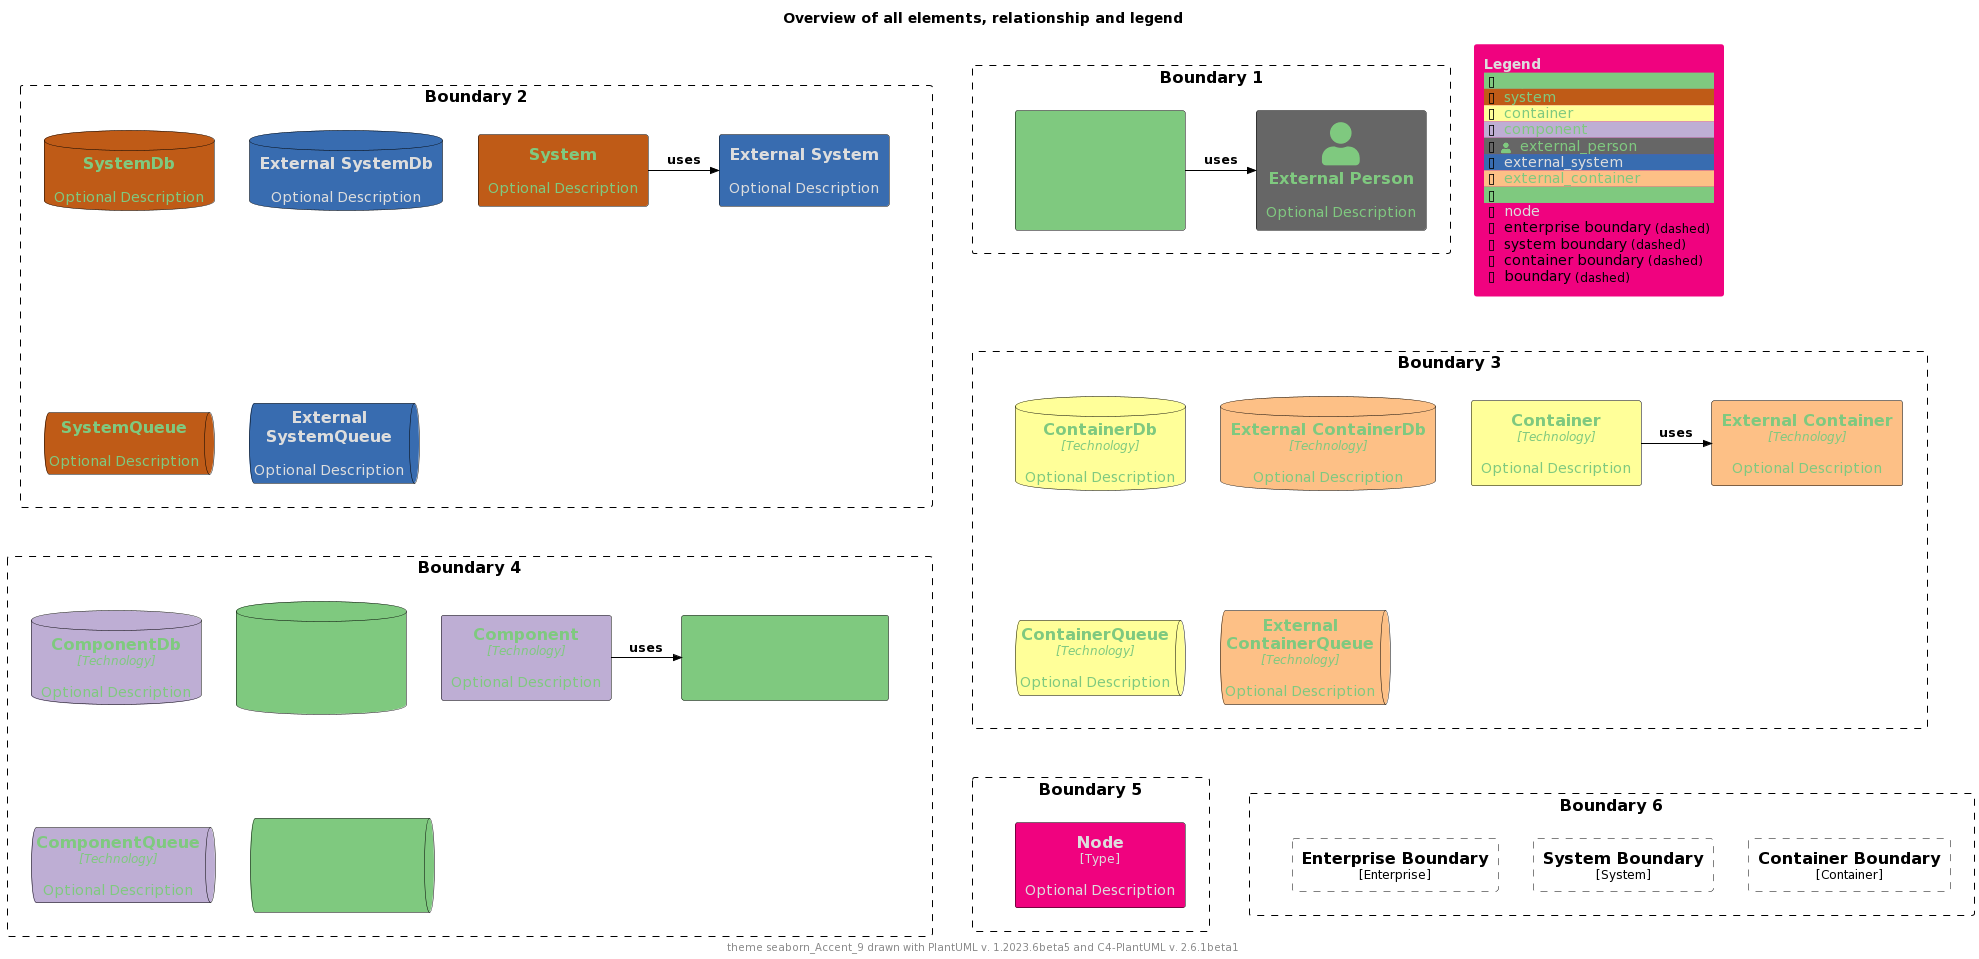 Overview of all elements, relationship and legend
Boundary 2
SystemDb
Optional Description
External SystemDb
Optional Description
System
Optional Description
uses
External System
Optional Description
SystemQueue
Optional Description
External
SystemQueue
Optional Description
Boundary 1
uses
External Person
Optional Description
Legend
system
container
component
external_person
external_system
external_container
node
enterprise boundary (dashed)
system boundary (dashed)
container boundary (dashed)
boundary (dashed)
Boundary 3
ContainerDb
[Technology]
Optional Description
External ContainerDb
[Technology]
Optional Description
Container
[Technology]
Optional Description
uses
External Container
[Technology]
Optional Description
ContainerQueue
[Technology]
Optional Description
External
ContainerQueue
[Technology]
Optional Description
Boundary 4
ComponentDb
[Technology]
Optional Description
Component
[Technology]
Optional Description
uses
ComponentQueue
[Technology]
Optional Description
Boundary 5
Node
[Type]
Optional Description
Boundary 6
Enterprise Boundary
[Enterprise]
System Boundary
[System]
Container Boundary
[Container]
theme seaborn_Accent_9 drawn with PlantUML v. 1.2023.6beta5 and C4-PlantUML v. 2.6.1beta1